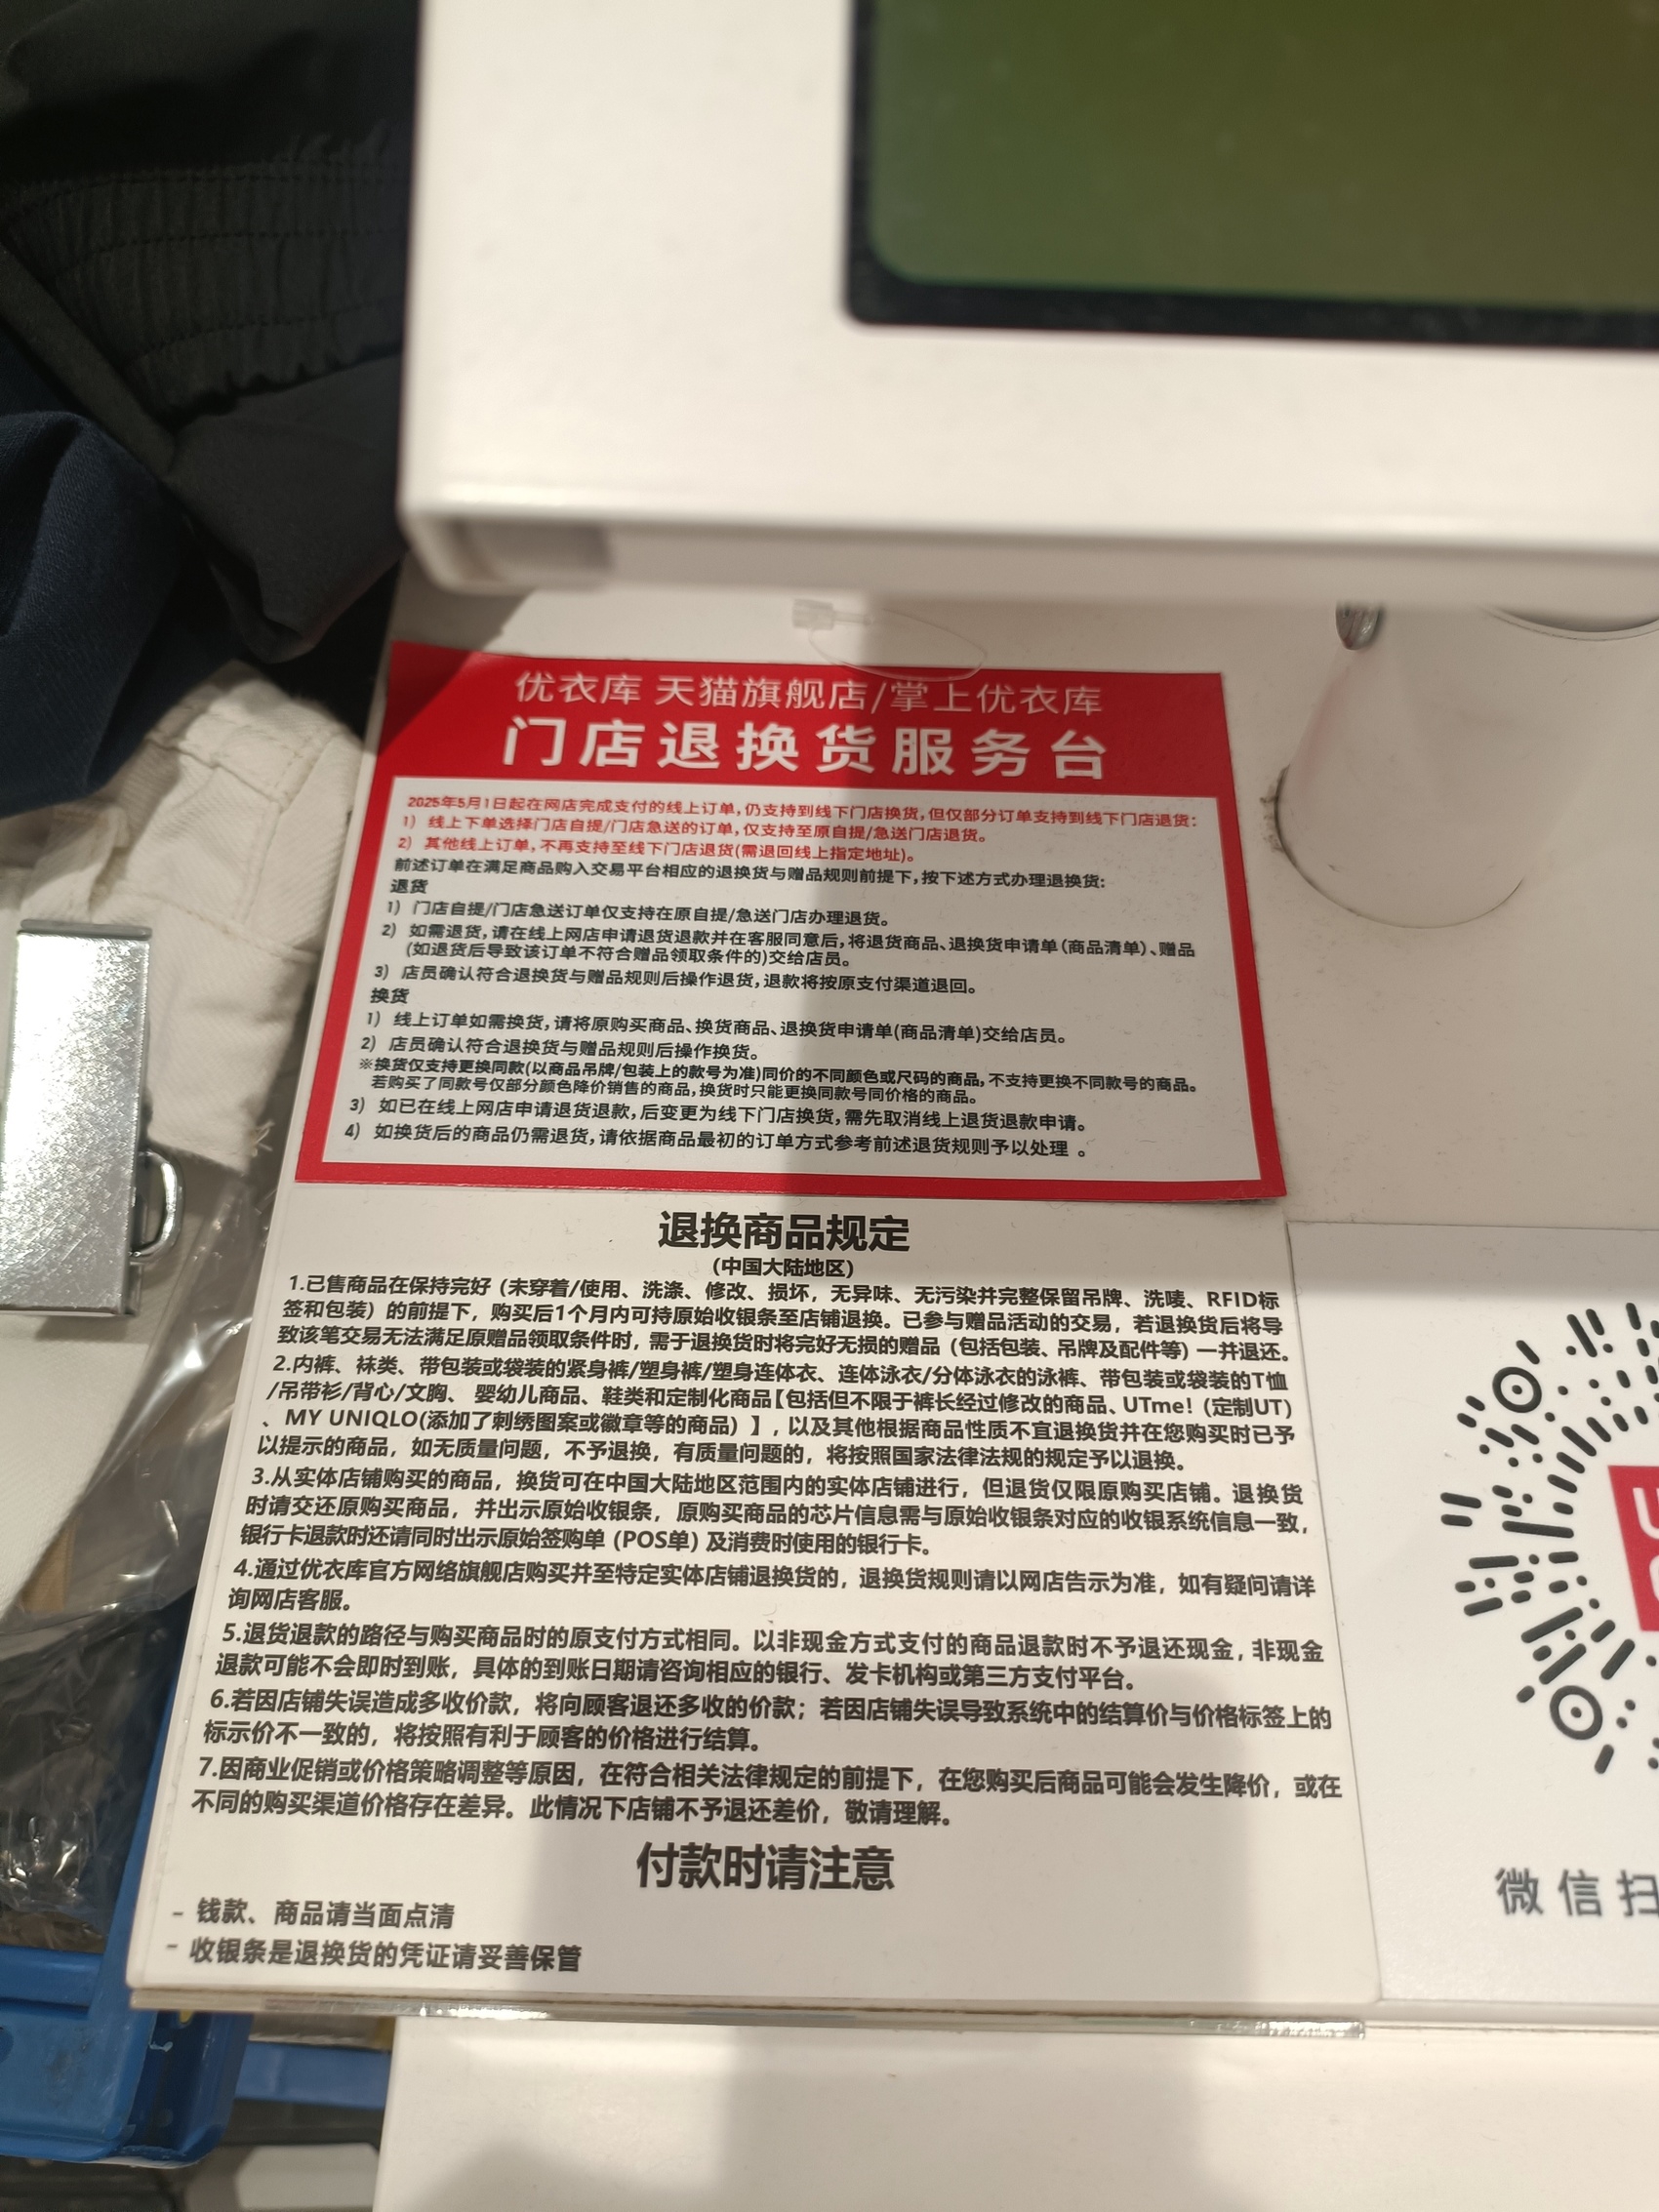 优衣库 天猫旗舰店/掌上优衣库
门店退换货服务台
2025年5月1日起在网店完成支付的线上订单,仍支持到线下门店换货,但仅部分订单支持到线下门店退货:
1) 线上下单选择门店自提/门店急送的订单,仅支持至原自提/急送门店退货。
2) 其他线上订单,不再支持至线下门店退货(需退回线上指定地址)。
前述订单在满足商品购入交易平台相应的退换货与赠品规则前提下,按下述方式办理退换货:
退货
1) 门店自提/门店急送订单仅支持在原自提/急送门店办理退货。
2) 如需退货,请在线上网店申请退货退款并在客服同意后,将退货商品、退换货申请单(商品清单)、赠品
(如退货后导致该订单不符合赠品领取条件的)交给店员。
3) 店员确认符合退换货与赠品规则后操作退货,退款将按原支付渠道退回。
换货
1) 线上订单如需换货,请将原购买商品、换货商品、退换货申请单(商品清单)交给店员。
2) 店员确认符合退换货与赠品规则后操作换货。
※换货仅支持更换同款(以商品吊牌/包装上的款号为准)同价的不同颜色或尺码的商品,不支持更换不同款号的商品。
若购买了同款号仅部分颜色降价销售的商品,换货时只能更换同款号同价格的商品。
3) 如已在线上网店申请退货退款,后变更为线下门店换货,需先取消线上退货退款申请。
4) 如换货后的商品仍需退货,请依据商品最初的订单方式参考前述退货规则予以处理 。
退换商品规定
(中国大陆地区)
1.已售商品在保持完好(未穿着/使用、洗涤、修改、损坏,无异味、无污染并完整保留吊牌、洗唛、RFID标
签和包装)的前提下,购买后1个月内可持原始收银条至店铺退换。已参与赠品活动的交易,若退换货后将导
致该笔交易无法满足原赠品领取条件时,需于退换货时将完好无损的赠品(包括包装、吊牌及配件等)一并退还。
2.内裤、袜类、带包装或袋装的紧身裤/塑身裤/塑身连体衣、连体泳衣/分体泳衣的泳裤、带包装或袋装的T恤
/吊带衫/背心/文胸、 婴幼儿商品、鞋类和定制化商品【包括但不限于裤长经过修改的商品、UTme!(定制UT)
、MY UNIQLO(添加了刺绣图案或徽章等的商品)】,以及其他根据商品性质不宜退换货并在您购买时已予
以提示的商品,如无质量问题,不予退换,有质量问题的,将按照国家法律法规的规定予以退换。
3.从实体店铺购买的商品,换货可在中国大陆地区范围内的实体店铺进行,但退货仅限原购买店铺。退换货
时请交还原购买商品,并出示原始收银条,原购买商品的芯片信息需与原始收银条对应的收银系统信息一致,
银行卡退款时还请同时出示原始签购单(POS单)及消费时使用的银行卡。
4.通过优衣库官方网络旗舰店购买并至特定实体店铺退换货的,退换货规则请以网店告示为准,如有疑问请详
询网店客服。
5.退货退款的路径与购买商品时的原支付方式相同。以非现金方式支付的商品退款时不予退还现金,非现金
退款可能不会即时到账,具体的到账日期请咨询相应的银行、发卡机构或第三方支付平台。
6.若因店铺失误造成多收价款,将向顾客退还多收的价款;若因店铺失误导致系统中的结算价与价格标签上的
标示价不一致的,将按照有利于顾客的价格进行结算。
7.因商业促销或价格策略调整等原因,在符合相关法律规定的前提下,在您购买后商品可能会发生降价,或在
不同的购买渠道价格存在差异。此情况下店铺不予退还差价,敬请理解。
付款时请注意
- 钱款、商品请当面点清
- 收银条是退换货的凭证请妥善保管
微信扫